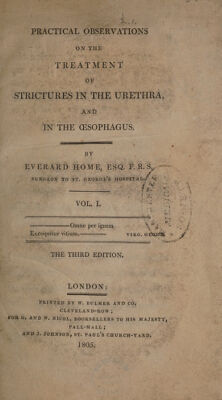 PRACTICAL OBSERVATIONS
ON THE
TREATMENT
OF
STRICTURES IN THE URETHRA,
AND
IN THE ŒSOPHAGUS.
BY
EVERARD HOME, ESQ. F.R.S.
SURGEON TO ST. GEORGE'S HOSPITAL.
VOL. I.
Omne per ignem
Excoquitur vitium. VIRG. GEORG.
THE THIRD EDITION.
LONDON:
PRINTED BY W. BULMER AND CO.
CLEVELAND-ROW;
FOR G. AND W. NICOL, BOOKSELLERS TO HIS MAJESTY,
PALL-MALL;
AND J. JOHNSON, ST. PAUL'S CHURCH-YARD.
1805.